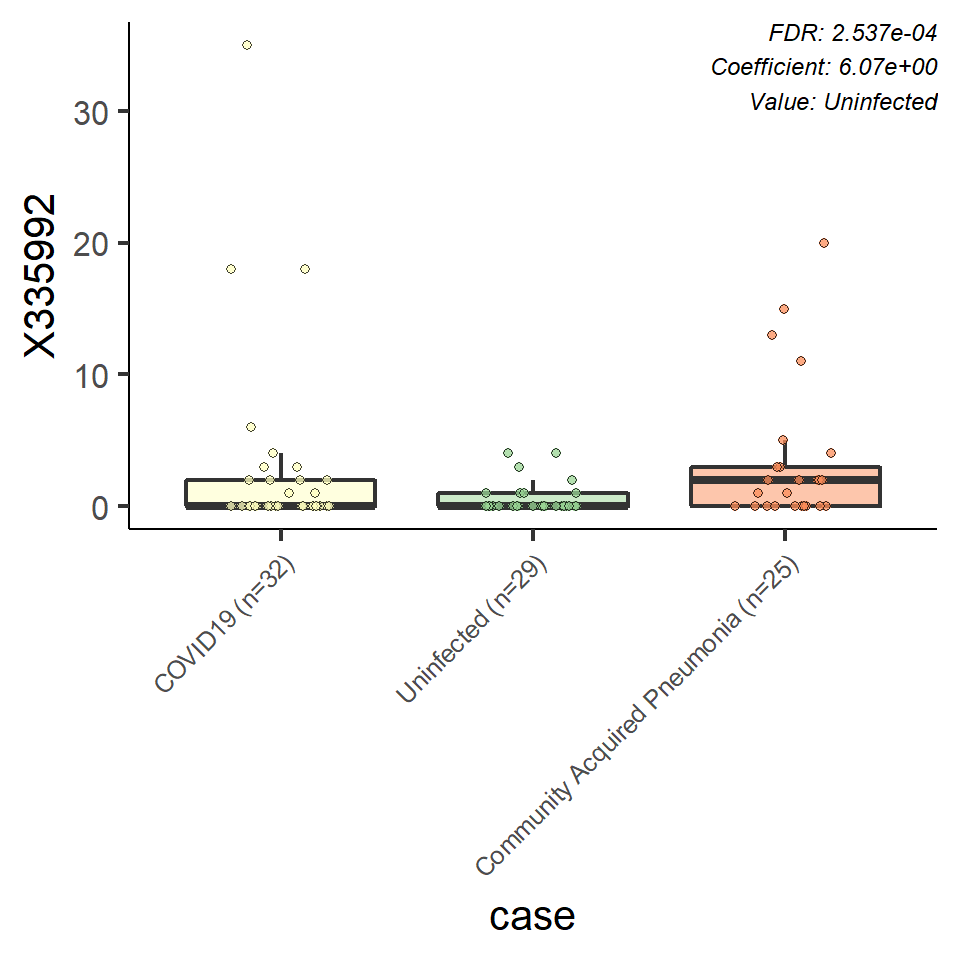 FDR: 2.537e-04
Coefficient: 6.07e+00
Value: Uninfected
X335992
30
20
10
0
COVID19 (n=32)
Uninfected (n=29)
Community Acquired Pneumonia (n=25)
case